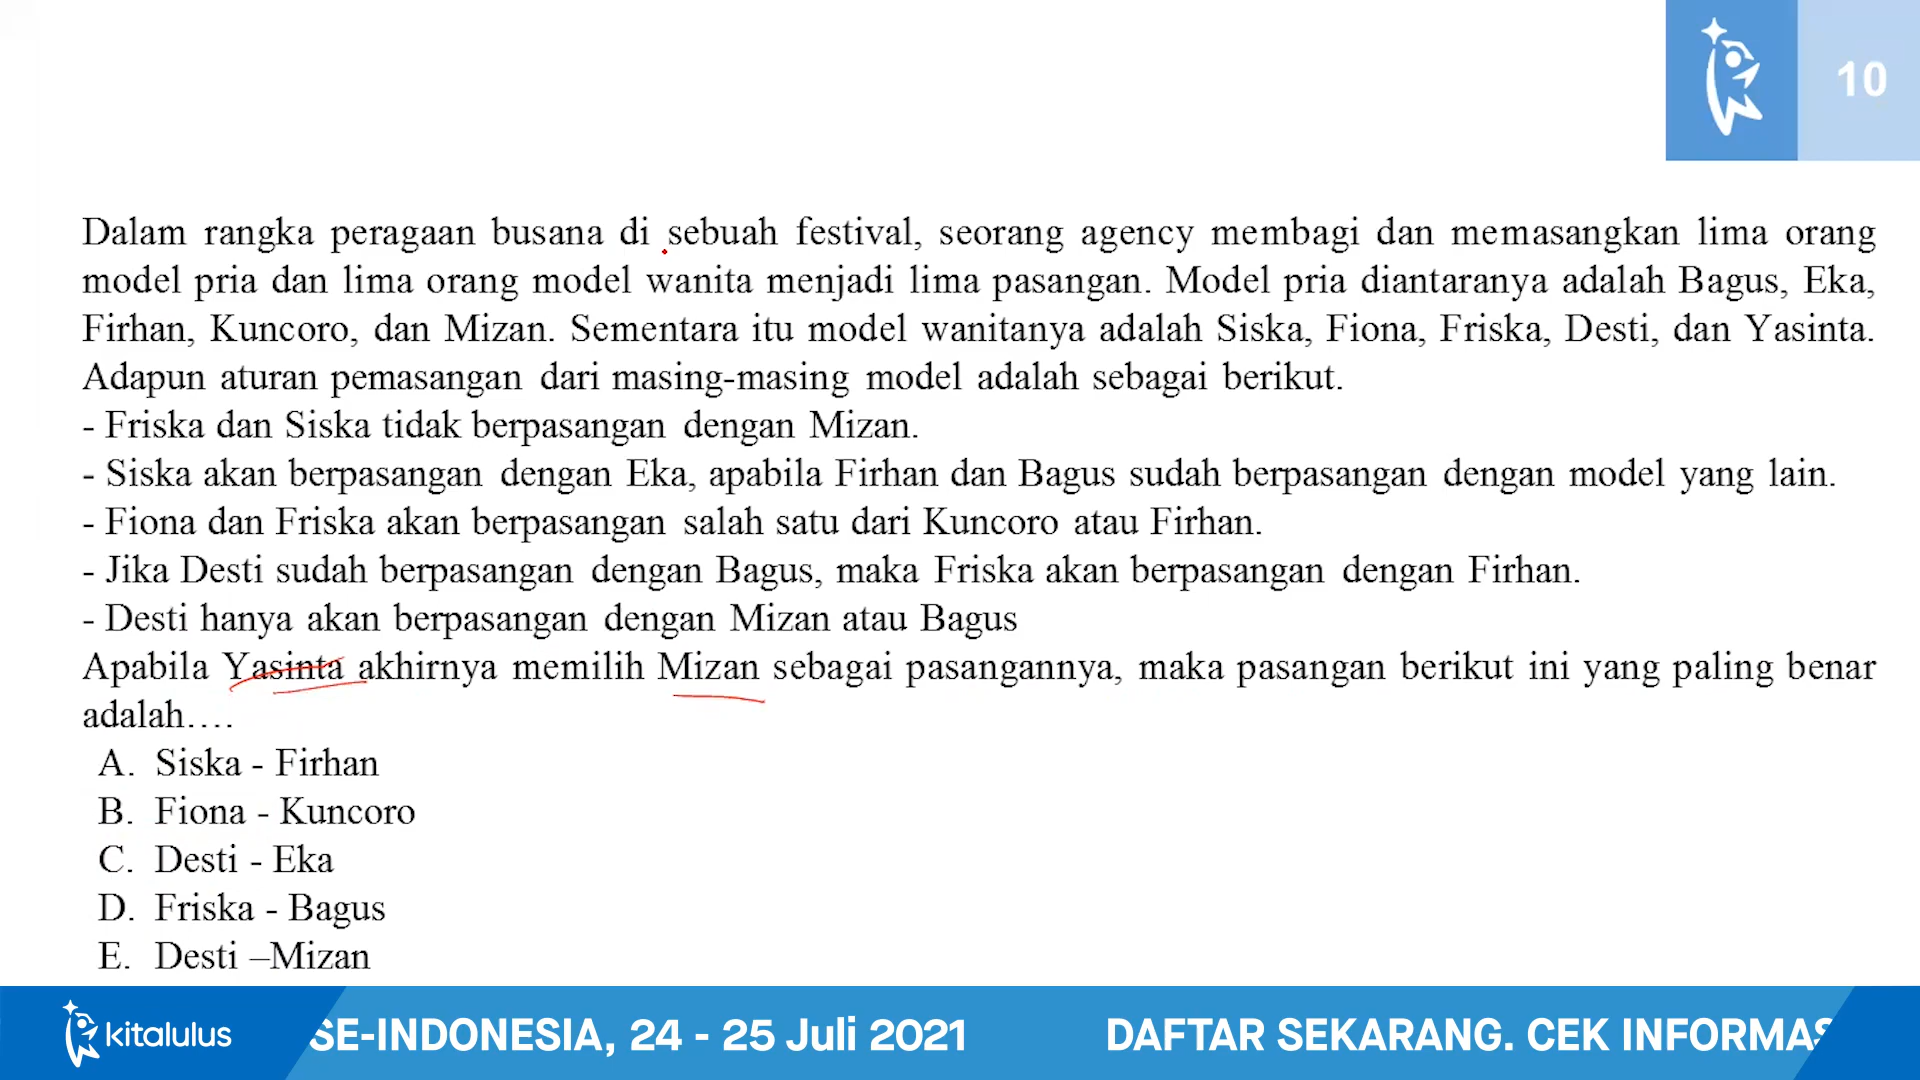 10
Dalam rangka peragaan busana di sebuah festival, seorang agency membagi dan memasangkan lima orang
model pria dan lima orang model wanita menjadi lima pasangan. Model pria diantaranya adalah Bagus, Eka,
Firhan, Kuncoro, dan Mizan. Sementara itu model wanitanya adalah Siska, Fiona, Friska, Desti, dan Yasinta.
Adapun aturan pemasangan dari masing-masing model adalah sebagai berikut.
- Friska dan Siska tidak berpasangan dengan Mizan.
- Siska akan berpasangan dengan Eka, apabila Firhan dan Bagus sudah berpasangan dengan model yang lain.
- Fiona dan Friska akan berpasangan salah satu dari Kuncoro atau Firhan.
- Jika Desti sudah berpasangan dengan Bagus, maka Friska akan berpasangan dengan Firhan.
- Desti hanya akan berpasangan dengan Mizan atau Bagus
Apabila Yasinta akhirnya memilih Mizan sebagai pasangannya, maka pasangan berikut ini yang paling benar
adalah….
A. Siska - Firhan
B. Fiona - Kuncoro
C. Desti - Eka
D. Friska - Bagus
E. Desti –Mizan
kitalulus SE-INDONESIA, 24 - 25 Juli 2021 DAFTAR SEKARANG. CEK INFORMAS